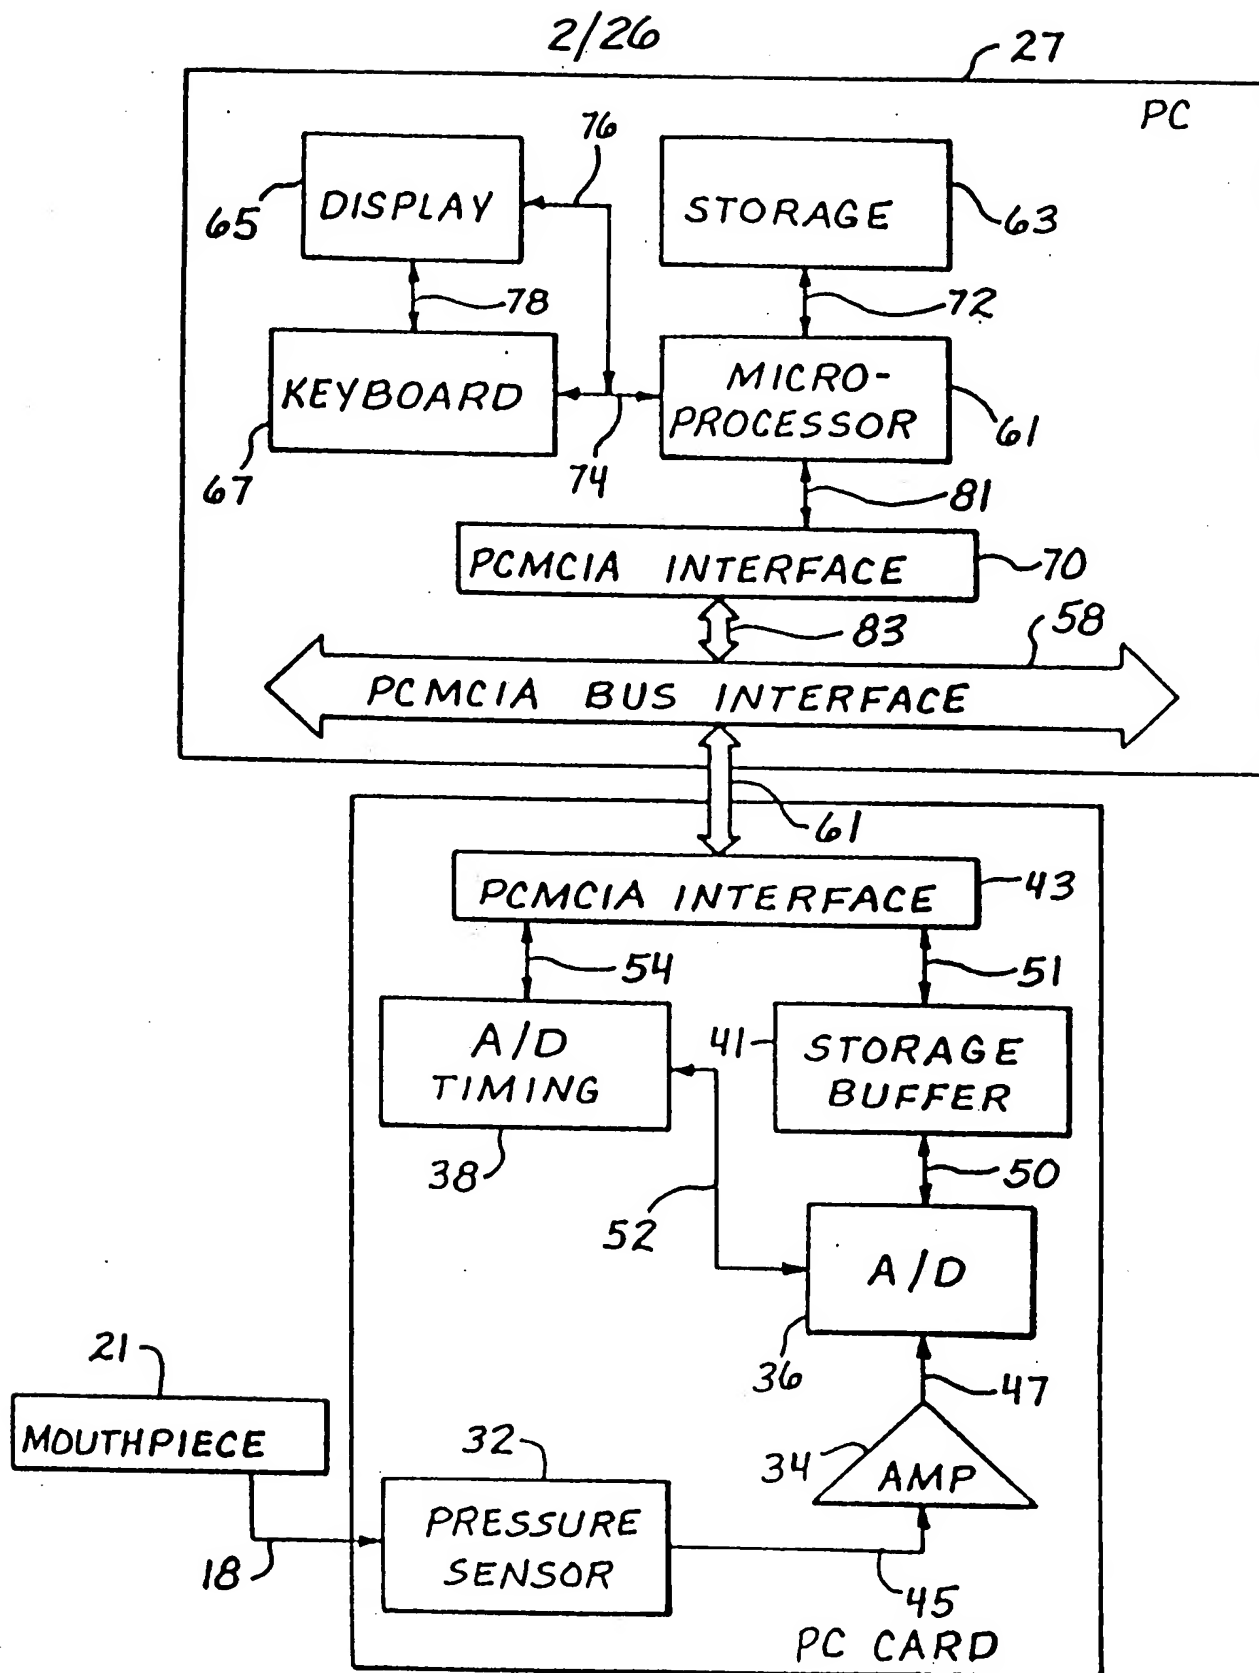 2/26
27
PC
76
65
DISPLAY
STORAGE
63
78
72
KEYBOARD
MICRO-
PROCESSOR
61
67
74
81
PCMCIA INTERFACE
70
83
58
PCMCIA BUS INTERFACE
61
PCMCIA INTERFACE
43
54
51
A/D
TIMING
41
STORAGE
BUFFER
38
50
52
A/D
21
36
47
MOUTHPIECE
32
34
AMP
PRESSURE
SENSOR
18
45
PC CARD